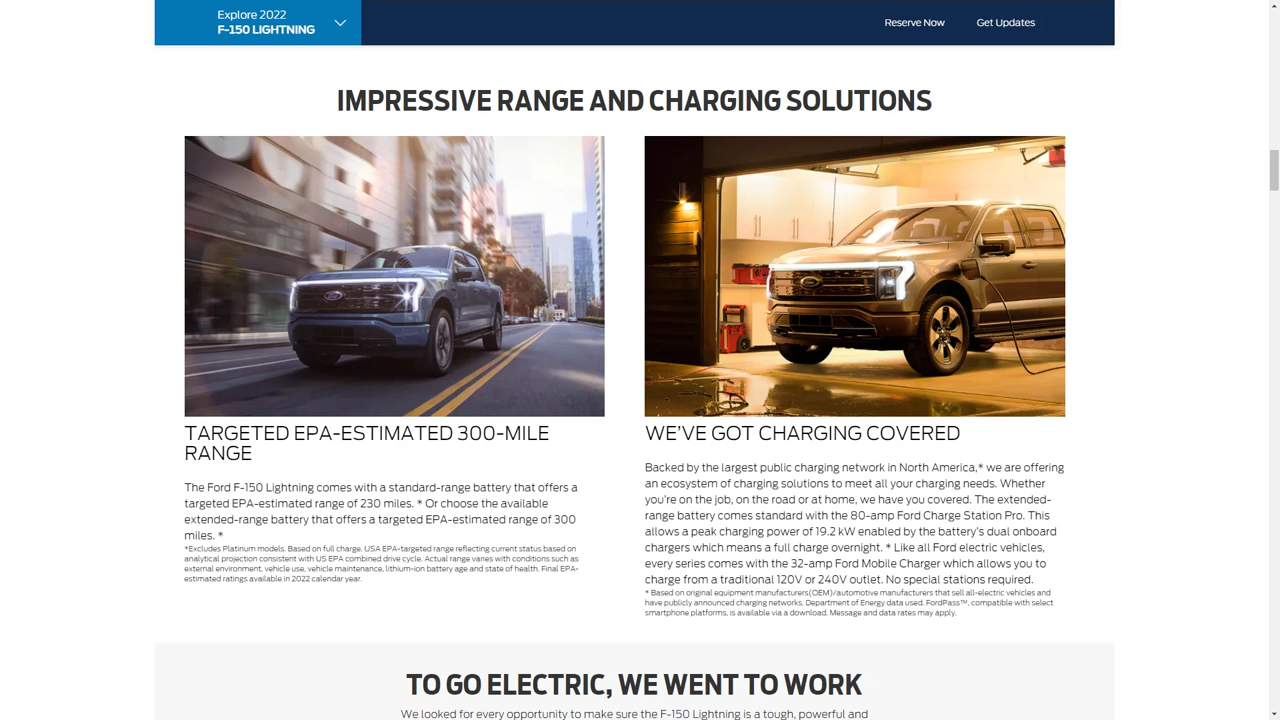 Explore 2022
F-150 LIGHTNING
Reserve Now
Get Updates
IMPRESSIVE RANGE AND CHARGING SOLUTIONS
TARGETED EPA-ESTIMATED 300-MILE
RANGE
The Ford F-150 Lightning comes with a standard-range battery that offers a
targeted EPA-estimated range of 230 miles. * Or choose the available
extended-range battery that offers a targeted EPA-estimated range of 300
miles. *
*Excludes Platinum models. Based on full charge. USA EPA-targeted range reflecting current status based on
analytical projection consistent with US EPA combined drive cycle. Actual range varies with conditions such as
external environment, vehicle use, vehicle maintenance, lithium-ion battery age and state of health. Final EPA-
estimated ratings available in 2022 calendar year.
WE'VE GOT CHARGING COVERED
Backed by the largest public charging network in North America,* we are offering
an ecosystem of charging solutions to meet all your charging needs. Whether
you're on the job, on the road or at home, we have you covered. The extended-
range battery comes standard with the 80-amp Ford Charge Station Pro. This
allows a peak charging power of 19.2 kW enabled by the battery's dual onboard
chargers which means a full charge overnight. * Like all Ford electric vehicles,
every series comes with the 32-amp Ford Mobile Charger which allows you to
charge from a traditional 120V or 240V outlet. No special stations required.
* Based on original equipment manufacturers(OEM)/automotive manufacturers that sell all-electric vehicles and
have publicly announced charging networks. Department of Energy data used. FordPass™, compatible with select
smartphone platforms, is available via a download. Message and data rates may apply.
TO GO ELECTRIC, WE WENT TO WORK
We looked for every opportunity to make sure the F-150 Lightning is a tough, powerful and